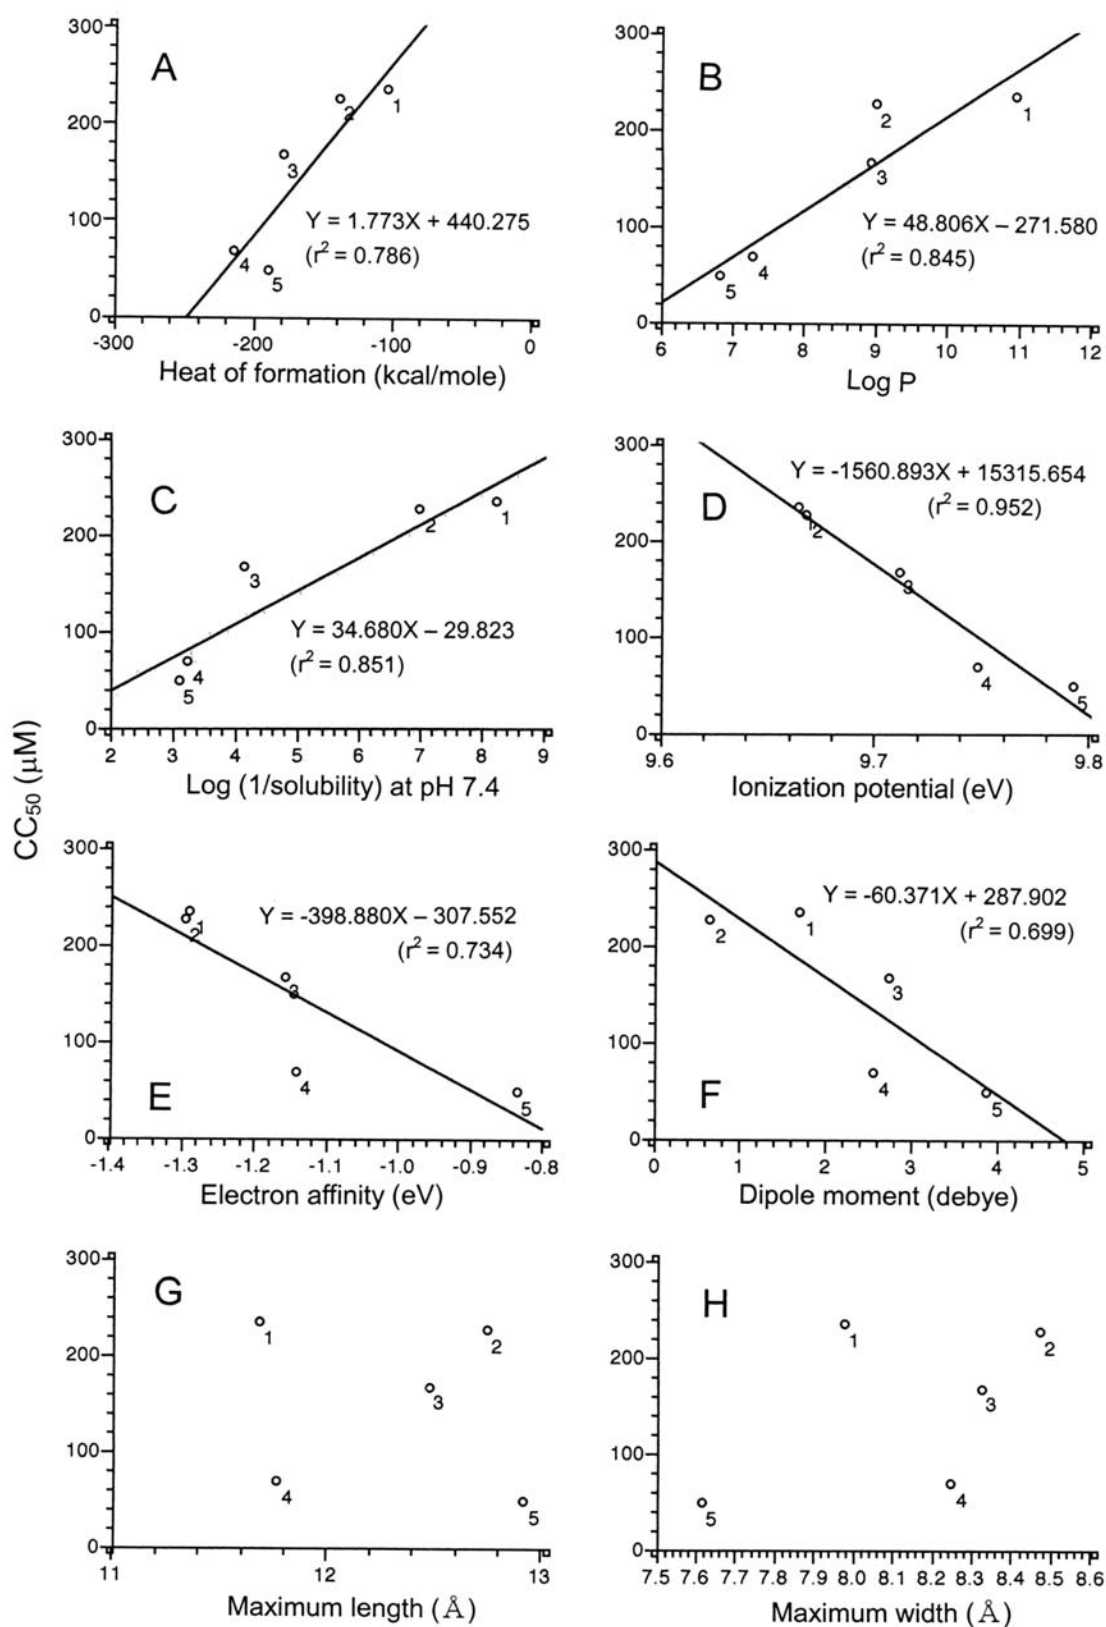 CC50 (µM)
A
300
200
100
0
1
2
3
4
5
Y = 1.773X + 440.275
(r2 = 0.786)
-300 -200 -100 0
Heat of formation (kcal/mole)
B
300
200
100
0
1
2
3
4
5
Y = 48.806X – 271.580
(r2 = 0.845)
6 7 8 9 10 11 12
Log P
C
300
200
100
0
1
2
3
4
5
Y = 34.680X – 29.823
(r2 = 0.851)
2 3 4 5 6 7 8 9
Log (1/solubility) at pH 7.4
D
300
200
100
0
Y = -1560.893X + 15315.654
(r2 = 0.952)
1
2
3
4
5
9.6 9.7 9.8
Ionization potential (eV)
E
300
200
100
0
Y = -398.880X – 307.552
(r2 = 0.734)
1
2
3
4
5
-1.4 -1.3 -1.2 -1.1 -1.0 -0.9 -0.8
Electron affinity (eV)
F
300
200
100
0
Y = -60.371X + 287.902
(r2 = 0.699)
1
2
3
4
5
0 1 2 3 4 5
Dipole moment (debye)
G
300
200
100
0
1
2
3
4
5
11 12 13
Maximum length (Å)
H
300
200
100
0
1
2
3
4
5
7.5 7.6 7.7 7.8 7.9 8.0 8.1 8.2 8.3 8.4 8.5 8.6
Maximum width (Å)